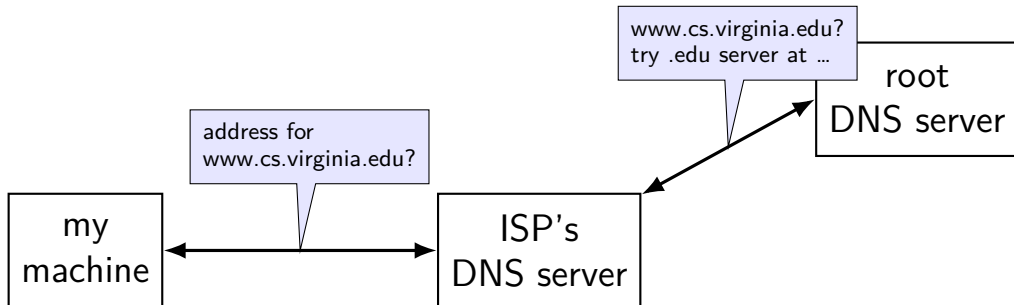 www.cs.virginia.edu?
try .edu server at ...
root
DNS server
address for
www.cs.virginia.edu?
my
machine
ISP's
DNS server